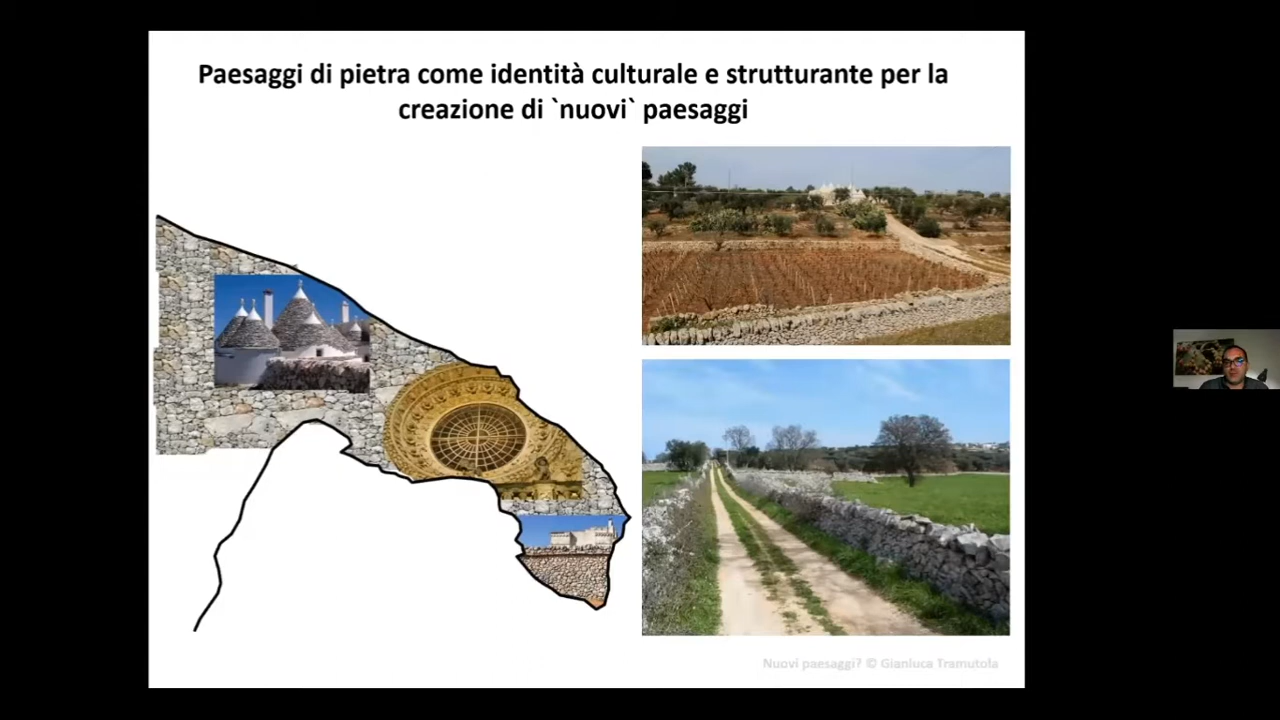 Paesaggi di pietra come identità culturale e strutturante per la
creazione di `nuovi` paesaggi
Nuovi paesaggi? © Gianluca Tramutola